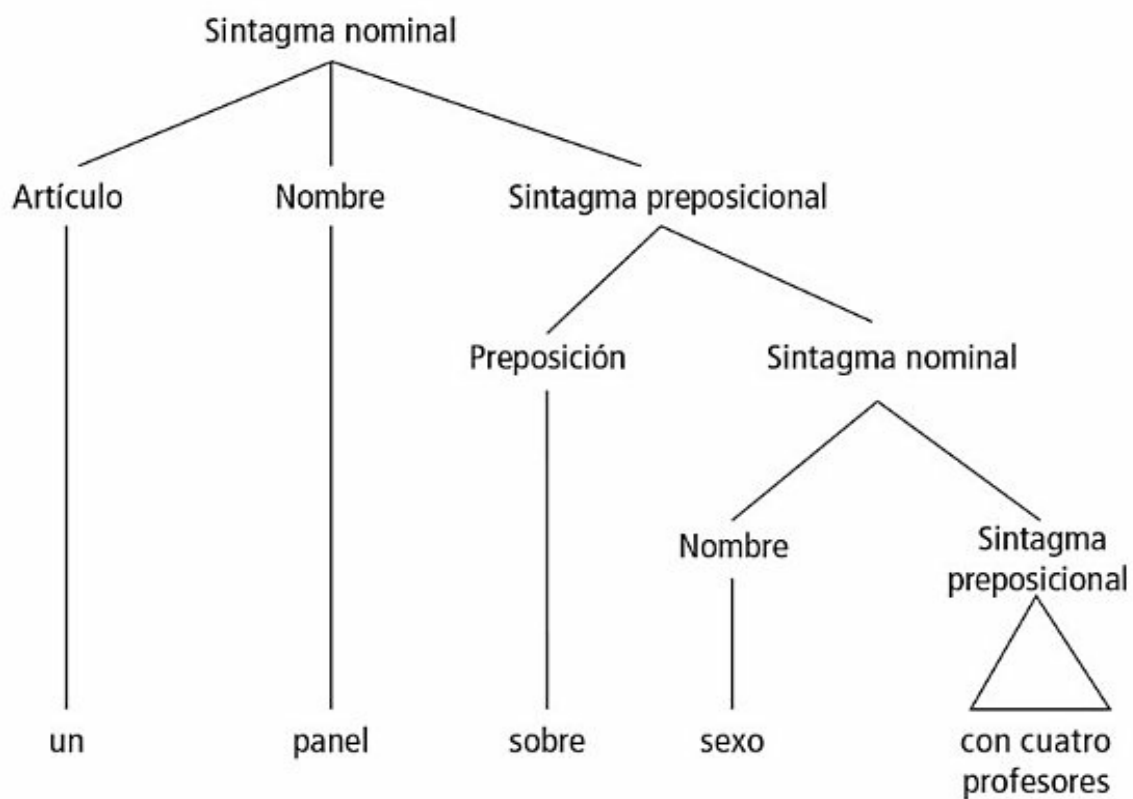 Sintagma nominal
Artículo Nombre Sintagma preposicional
Preposición Sintagma nominal
Nombre Sintagma
preposicional
un panel sobre sexo con cuatro
profesores